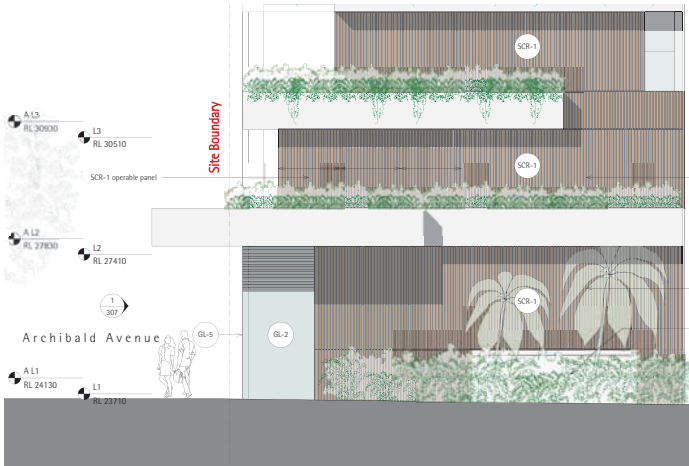 SCR-1
A L3
RL 30930
L3
RL 30510
Site Boundary
SCR-1
SCR-1 operable panel
A L2
RL 27830
L2
RL 27410
1
307
SCR-1
Archibald Avenue
GL-5
GL-2
A L1
RL 24130
L1
RL 23710